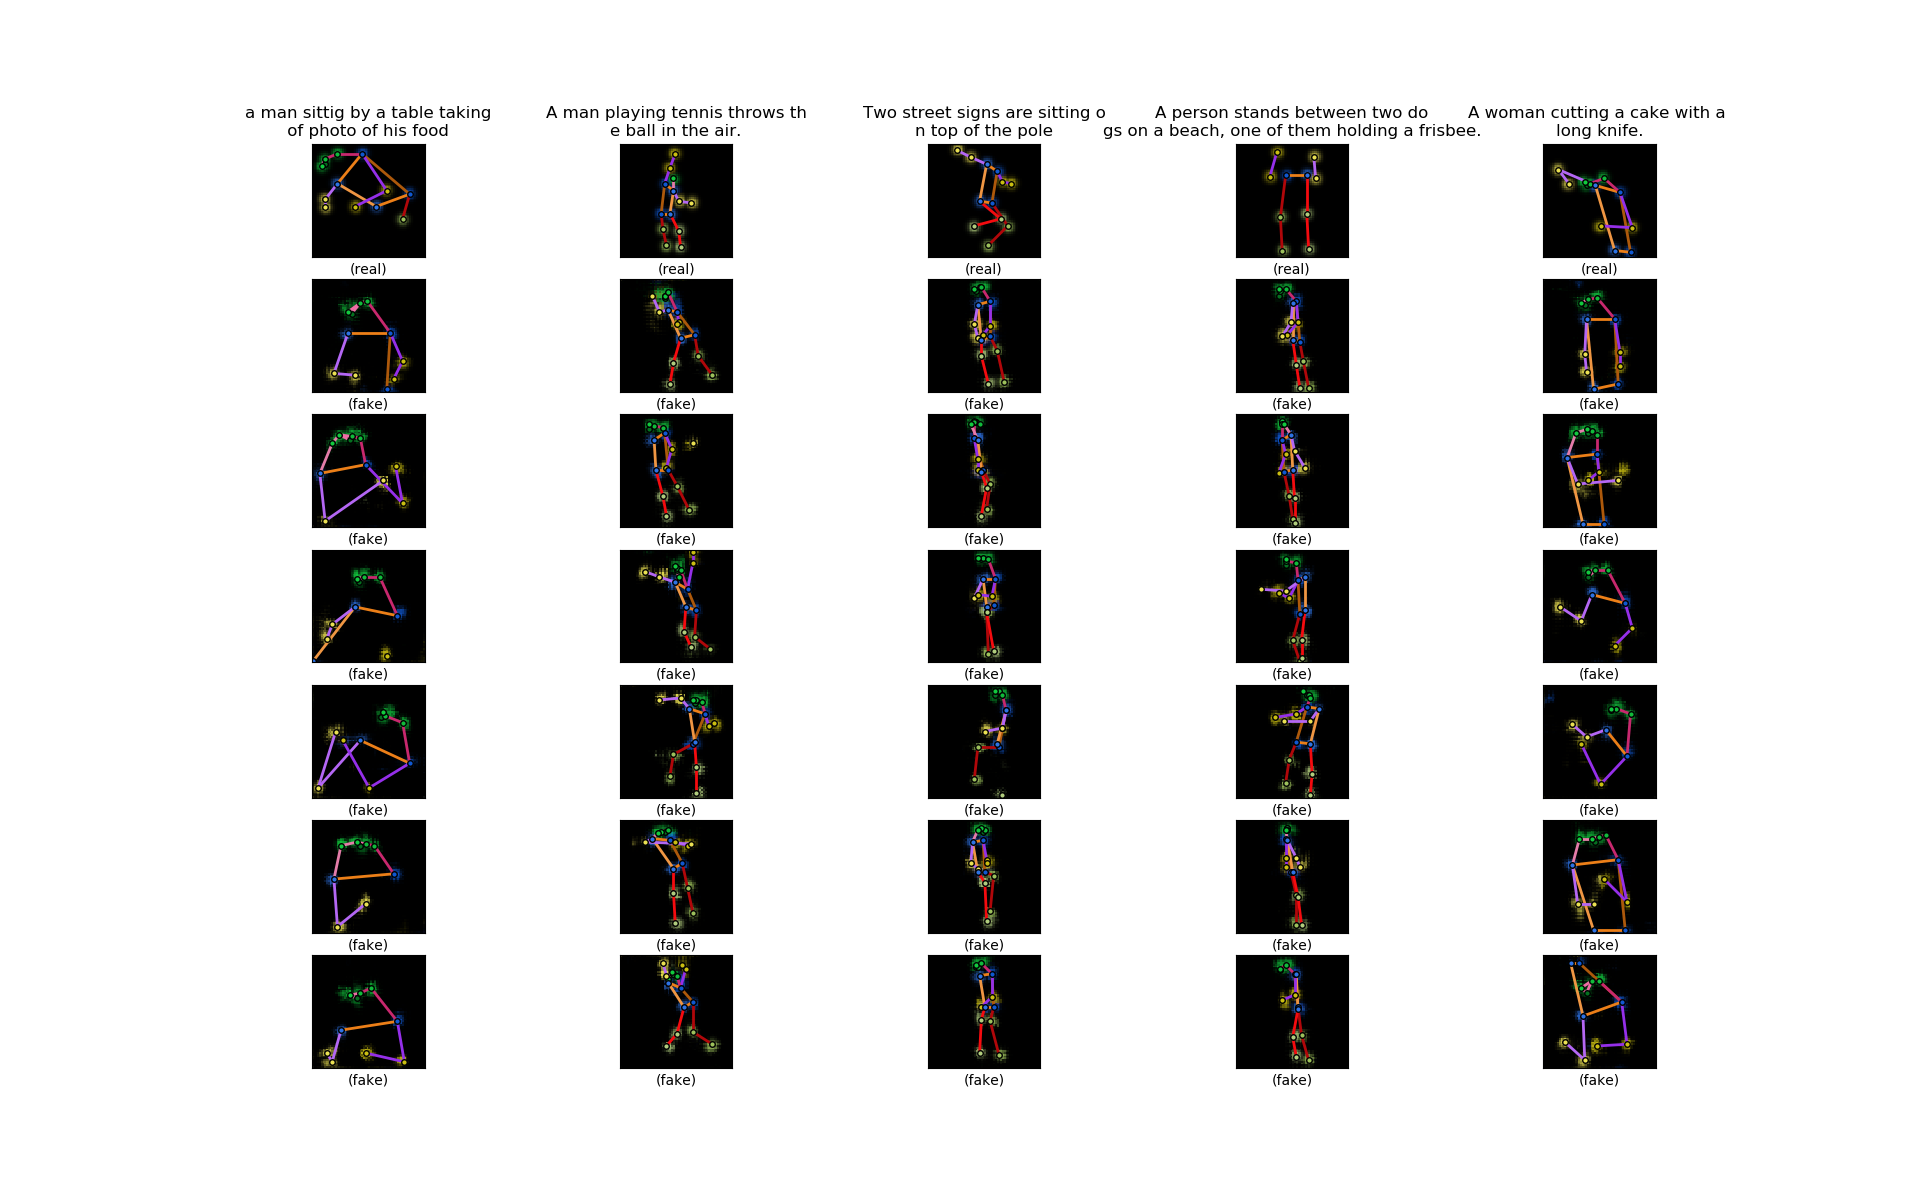 a man sittig by a table taking
of photo of his food
A man playing tennis throws th
e ball in the air.
Two street signs are sitting o
n top of the pole
A person stands between two do
gs on a beach, one of them holding a frisbee.
A woman cutting a cake with a
long knife.
(real) (real) (real) (real) (real)
(fake) (fake) (fake) (fake) (fake)
(fake) (fake) (fake) (fake) (fake)
(fake) (fake) (fake) (fake) (fake)
(fake) (fake) (fake) (fake) (fake)
(fake) (fake) (fake) (fake) (fake)
(fake) (fake) (fake) (fake) (fake)